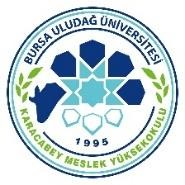 BURSA ULUDAĞ ÜNİVERSİTESİ
1995
KARACABEY MESLEK YÜKSEKOKULU